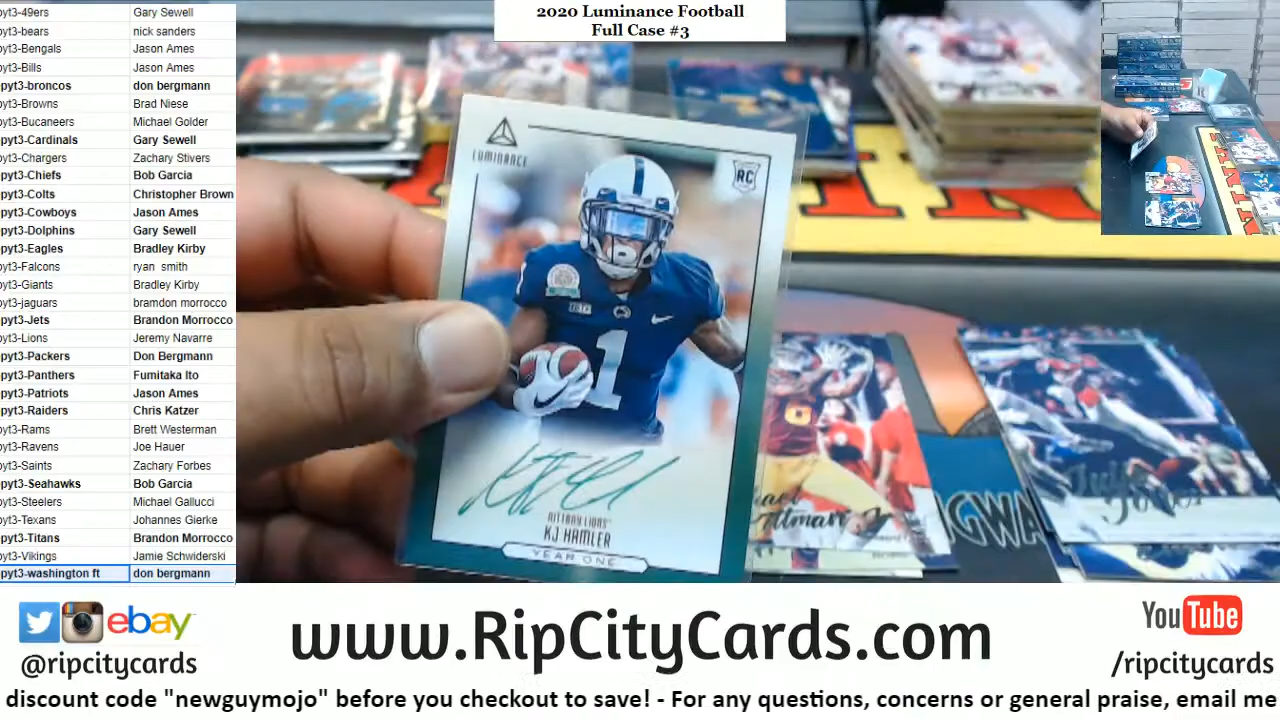 pyt3-49ers Gary Sewell
pyt3-bears nick sanders
pyt3-Bengals Jason Ames
pyt3-Bills Jason Ames
pyt3-broncos don bergmann
pyt3-Browns Brad Niese
pyt3-Bucaneers Michael Golder
pyt3-Cardinals Gary Sewell
pyt3-Chargers Zachary Stivers
pyt3-Chiefs Bob Garcia
pyt3-Colts Christopher Brown
pyt3-Cowboys Jason Ames
pyt3-Dolphins Gary Sewell
pyt3-Eagles Bradley Kirby
pyt3-Falcons ryan smith
pyt3-Giants Bradley Kirby
pyt3-jaguars bramdon morrocco
pyt3-Jets Brandon Morrocco
pyt3-Lions Jeremy Navarre
pyt3-Packers Don Bergmann
pyt3-Panthers Fumitaka Ito
pyt3-Patriots Jason Ames
pyt3-Raiders Chris Katzer
pyt3-Rams Brett Westerman
pyt3-Ravens Joe Hauer
pyt3-Saints Zachary Forbes
pyt3-Seahawks Bob Garcia
pyt3-Steelers Michael Gallucci
pyt3-Texans Johannes Gierke
pyt3-Titans Brandon Morrocco
pyt3-Vikings Jamie Schwiderski
pyt3-washington ft don bergmann
2020 Luminance Football
Full Case #3
LUMINANCE
RC
1
NITTANY LIONS
KJ HAMLER
YEAR ONE
Pittman Jr
ebay
@ripcitycards
www.RipCityCards.com
YouTube
/ripcitycards
discount code "newguymojo" before you checkout to save! - For any questions, concerns or general praise, email me